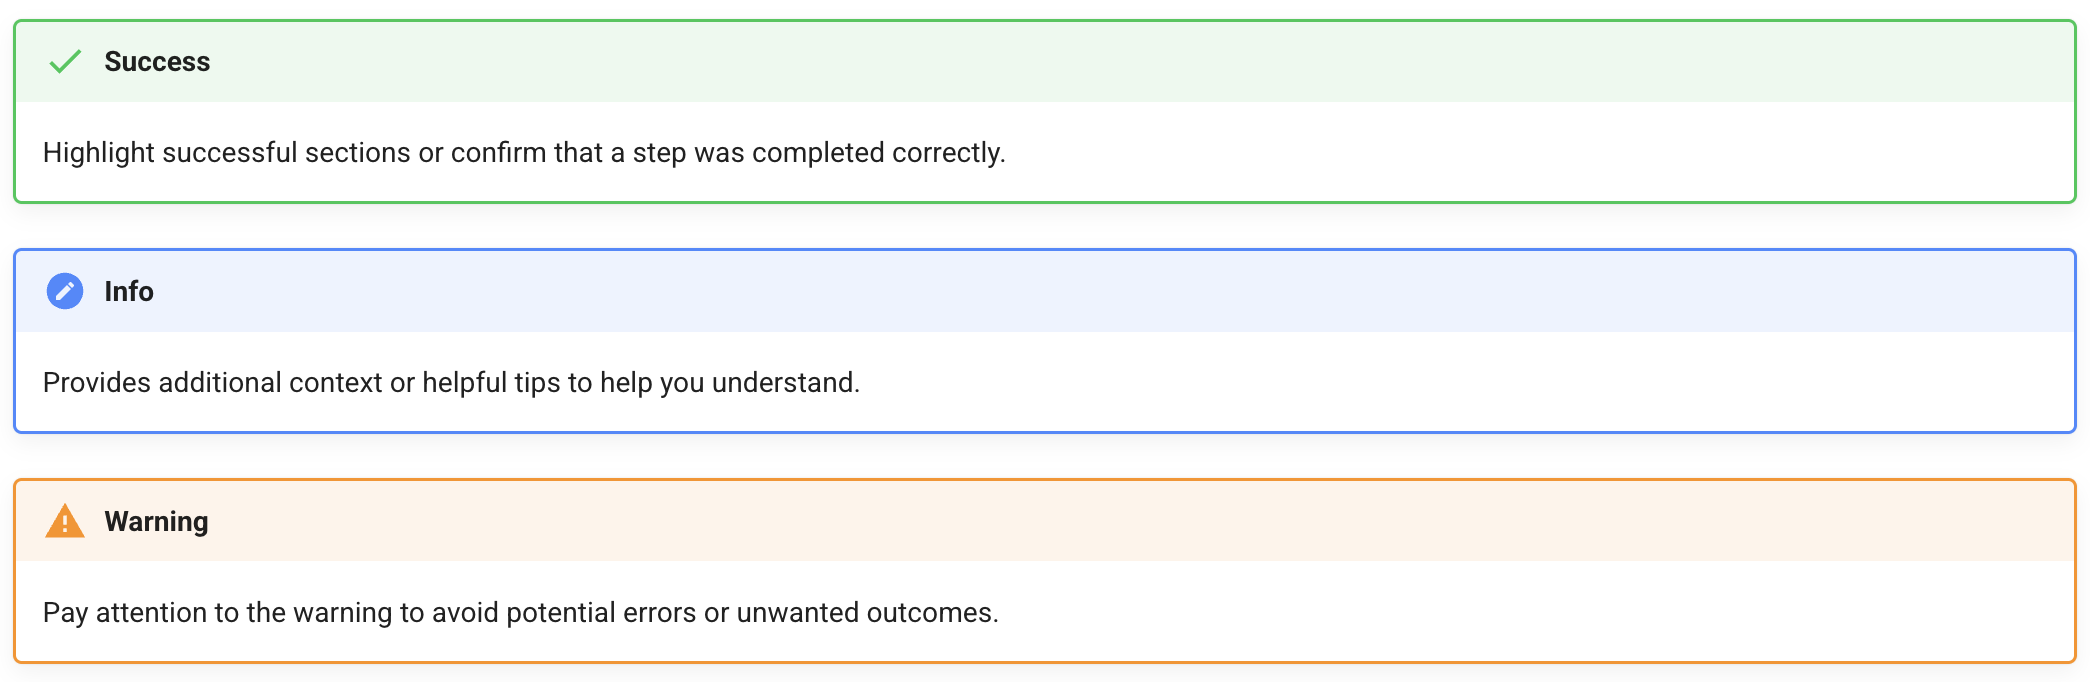 Success
Highlight successful sections or confirm that a step was completed correctly.
Info
Provides additional context or helpful tips to help you understand.
Warning
Pay attention to the warning to avoid potential errors or unwanted outcomes.